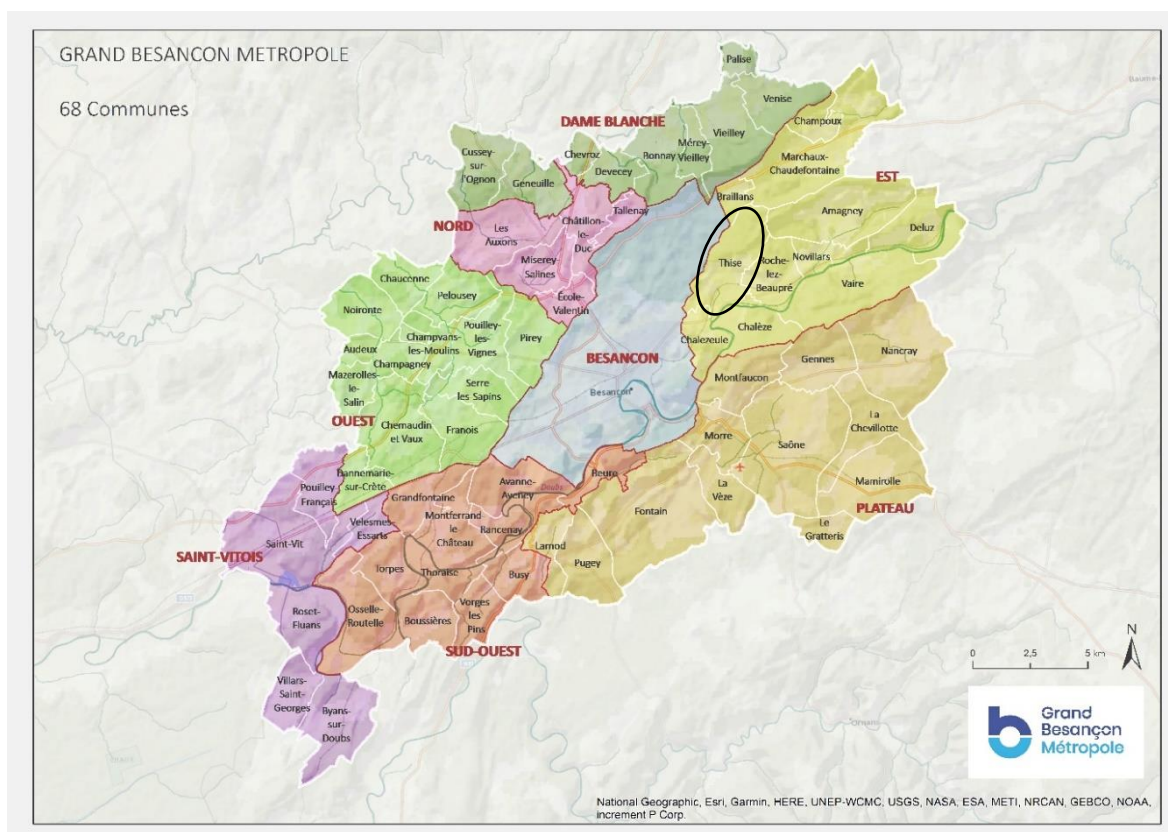 GRAND BESANCON METROPOLE
68 Communes
Palise
Venise
Champoux
DAME BLANCHE
Vieilley
Mérey-
Vieilley
Bonnay
Chevroz
Devecey
Cussey-
sur-
l'Ognon
Geneuille
Marchaux-
Chaudefontaine
EST
Braillans
Tallenay
Amagney
NORD
Châtillon-
le-
Duc
Les
Auxons
Deluz
Miserey-
Salines
Thise
Roche-
lez-
Beaupré
Novillars
Vaire
Chaucenne
Pelousey
École-
Valentin
Noironte
Chalèze
Chalezeule
Pouilley-
les-
Vignes
Pirey
Champvans-
les-Moulins
Audeux
Champagney
BESANCON
Gennes
Nancray
Mazerolles-
le-
Salin
Montfaucon
Serre
les Sapins
Besançon
OUEST
Chemaudin
et Vaux
Franois
La
Chevillotte
Morre
Saône
Dannemarie-
sur-Crète
Avanne-
Aveney
Beure
Doubs
Mamirolle
Pouilley
Français
Grandfontaine
La
Vèze
PLATEAU
Velesmes
Essarts
Montferrand
le
Château
Rancenay
Fontain
Le
Gratteris
SAINT-VITOIS
Saint-Vit
Larnod
Pugey
Torpes
Thoraise
Busy
Roset-
Fluans
Osselle-
Routelle
Boussières
Vorges
les
Pins
SUD-OUEST
Villars-
Saint-
Georges
Byans-
sur-
Doubs
N
0 2,5 5 km
Grand
Besançon
Métropole
National Geographic, Esri, Garmin, HERE, UNEP-WCMC, USGS, NASA, ESA, METI, NRCAN, GEBCO, NOAA,
increment P Corp.